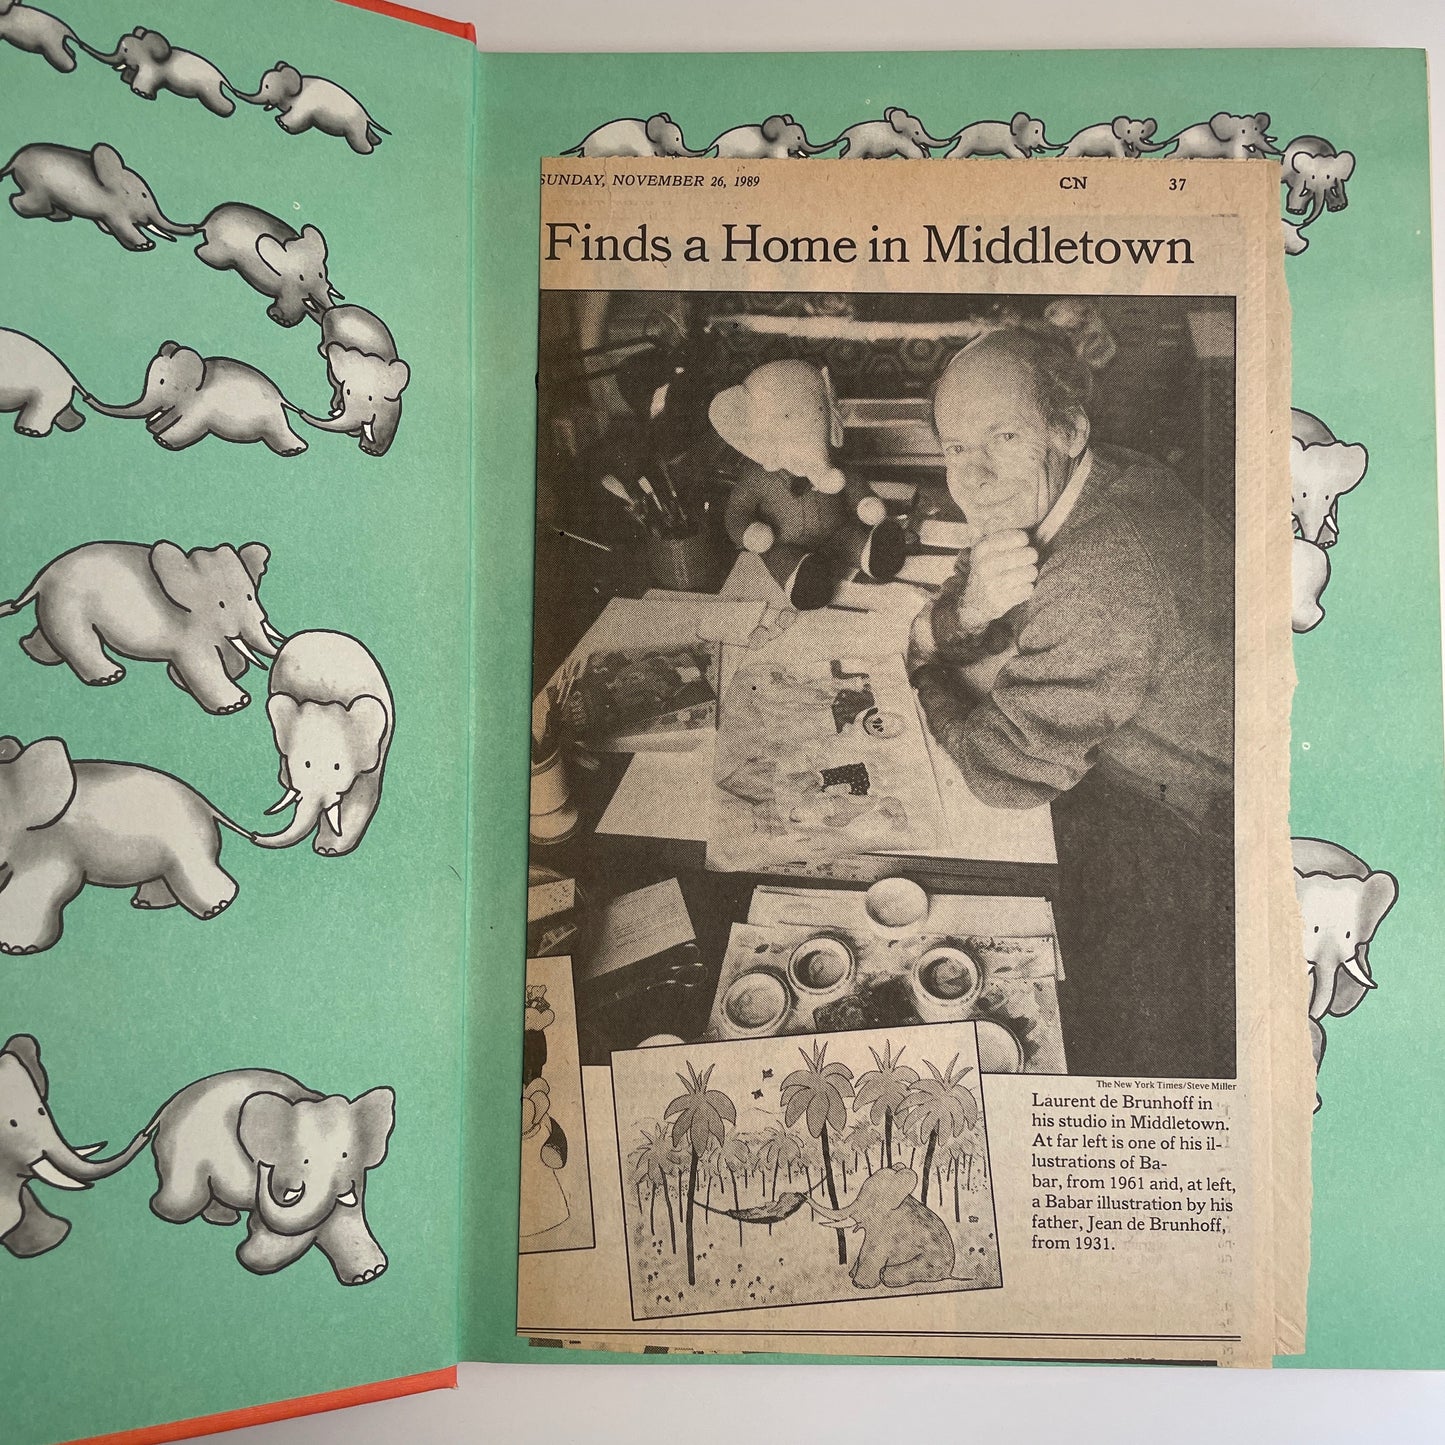 SUNDAY, NOVEMBER 26, 1989 CN 37
Finds a Home in Middletown
The New York Times/Steve Miller
Laurent de Brunhoff in
his studio in Middletown.
At far left is one of his il-
lustrations of Ba-
bar, from 1961 and, at left,
a Babar illustration by his
father, Jean de Brunhoff,
from 1931.